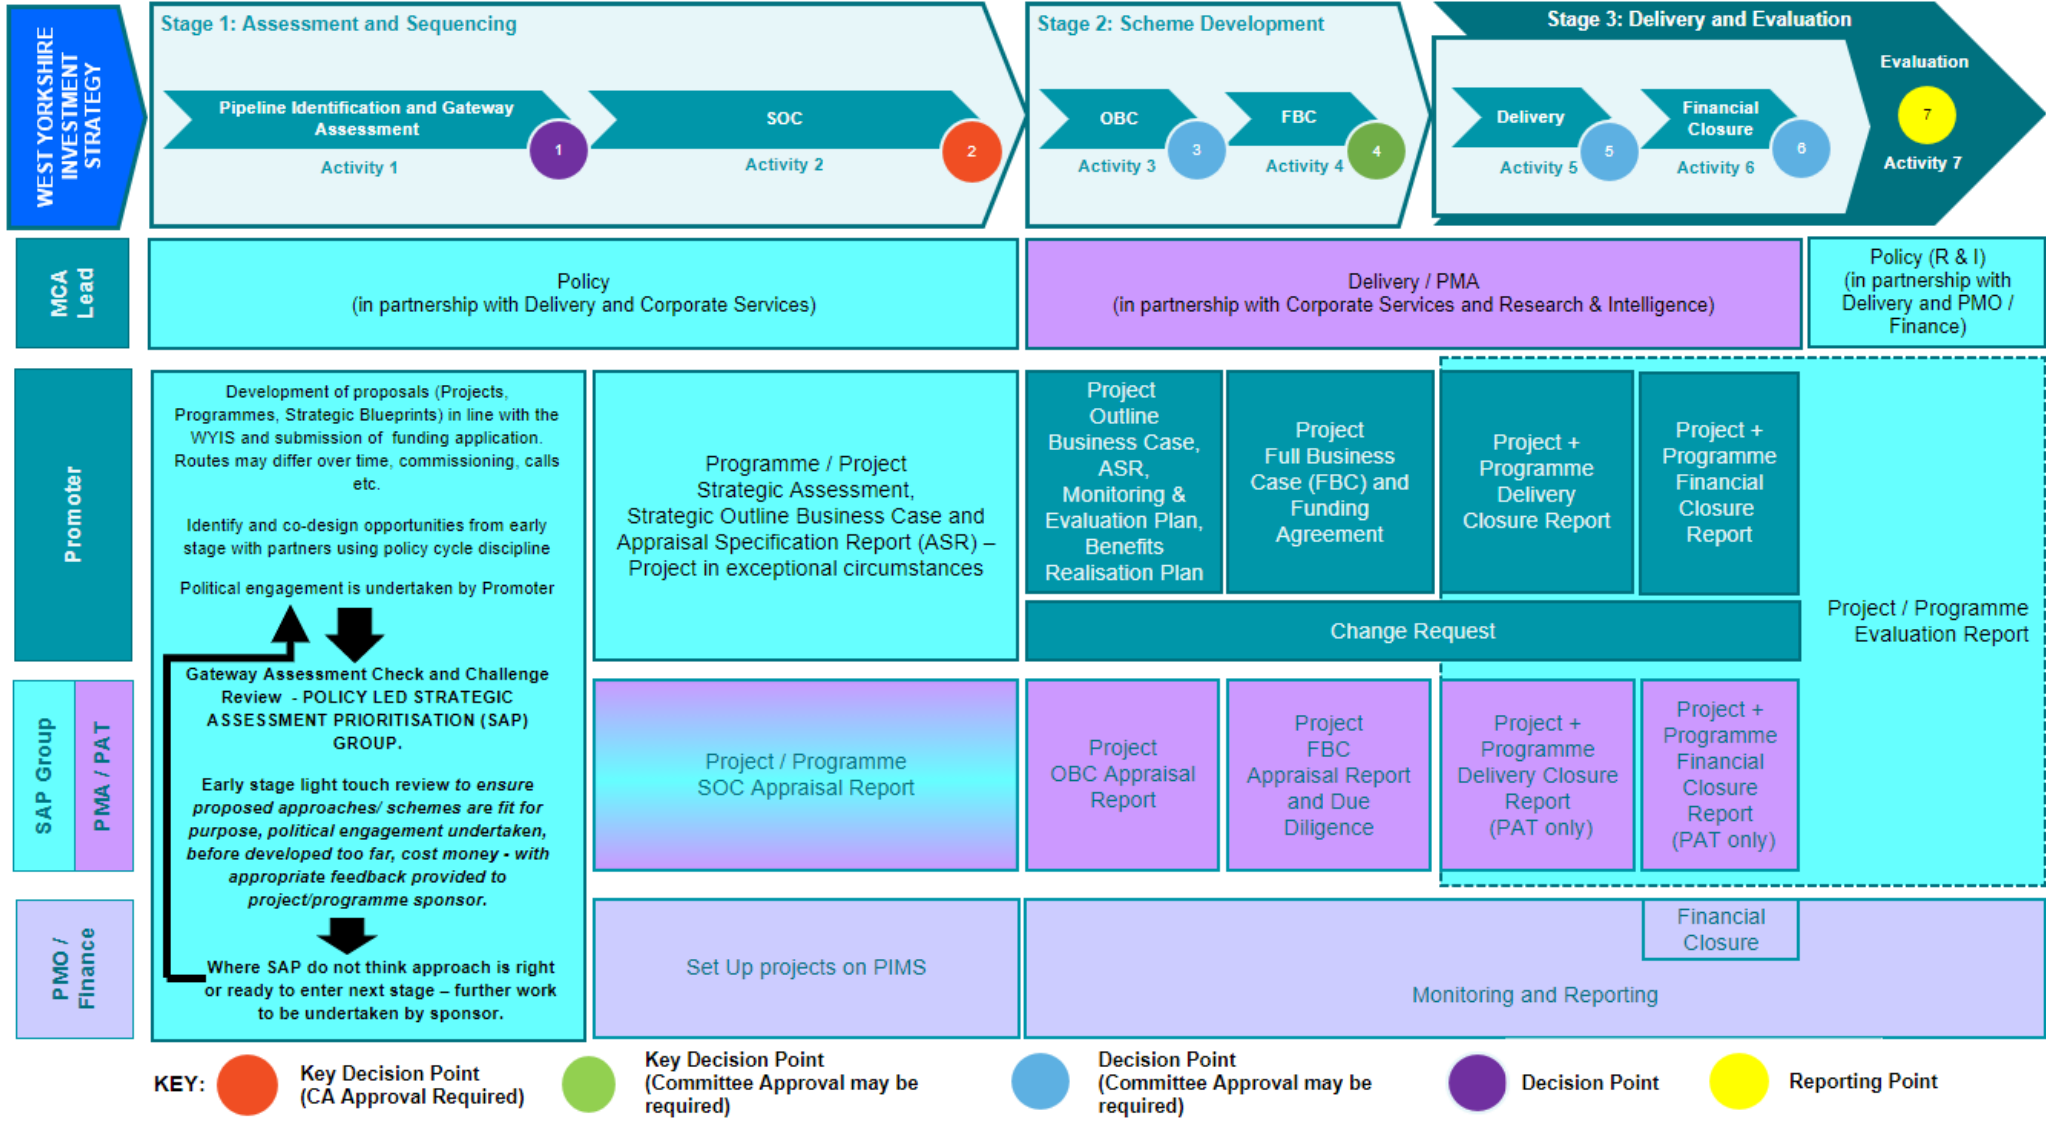 WEST YORKSHIRE
INVESTMENT
STRATEGY
Stage 1: Assessment and Sequencing
Pipeline Identification and Gateway
Assessment
1
Activity 1
SOC
2
Activity 2
Stage 2: Scheme Development
OBC
3
Activity 3
FBC
4
Activity 4
Stage 3: Delivery and Evaluation
Delivery
5
Activity 5
Financial
Closure
6
Activity 6
Evaluation
7
Activity 7
MCA
Lead
Policy
(in partnership with Delivery and Corporate Services)
Delivery / PMA
(in partnership with Corporate Services and Research & Intelligence)
Policy (R & I)
(in partnership with
Delivery and PMO /
Finance)
Promoter
Development of proposals (Projects,
Programmes, Strategic Blueprints) in line with the
WYIS and submission of funding application.
Routes may differ over time, commissioning, calls
etc.
Identify and co-design opportunities from early
stage with partners using policy cycle discipline
Political engagement is undertaken by Promoter
Gateway Assessment Check and Challenge
Review - POLICY LED STRATEGIC
ASSESSMENT PRIORITISATION (SAP)
GROUP.
Early stage light touch review to ensure
proposed approaches/ schemes are fit for
purpose, political engagement undertaken,
before developed too far, cost money - with
appropriate feedback provided to
project/programme sponsor.
Where SAP do not think approach is right
or ready to enter next stage – further work
to be undertaken by sponsor.
Programme / Project
Strategic Assessment,
Strategic Outline Business Case and
Appraisal Specification Report (ASR) –
Project in exceptional circumstances
Project
Outline
Business Case,
ASR,
Monitoring &
Evaluation Plan,
Benefits
Realisation Plan
Project
Full Business
Case (FBC) and
Funding
Agreement
Project +
Programme
Delivery
Closure Report
Project +
Programme
Financial
Closure
Report
Change Request
Project / Programme
Evaluation Report
SAP Group
PMA / PAT
Project / Programme
SOC Appraisal Report
Project
OBC Appraisal
Report
Project
FBC
Appraisal Report
and Due
Diligence
Project +
Programme
Delivery Closure
Report
(PAT only)
Project +
Programme
Financial
Closure
Report
(PAT only)
PMO /
Finance
Set Up projects on PIMS
Financial
Closure
Monitoring and Reporting
KEY:
Key Decision Point
(CA Approval Required)
Key Decision Point
(Committee Approval may be
required)
Decision Point
(Committee Approval may be
required)
Decision Point
Reporting Point